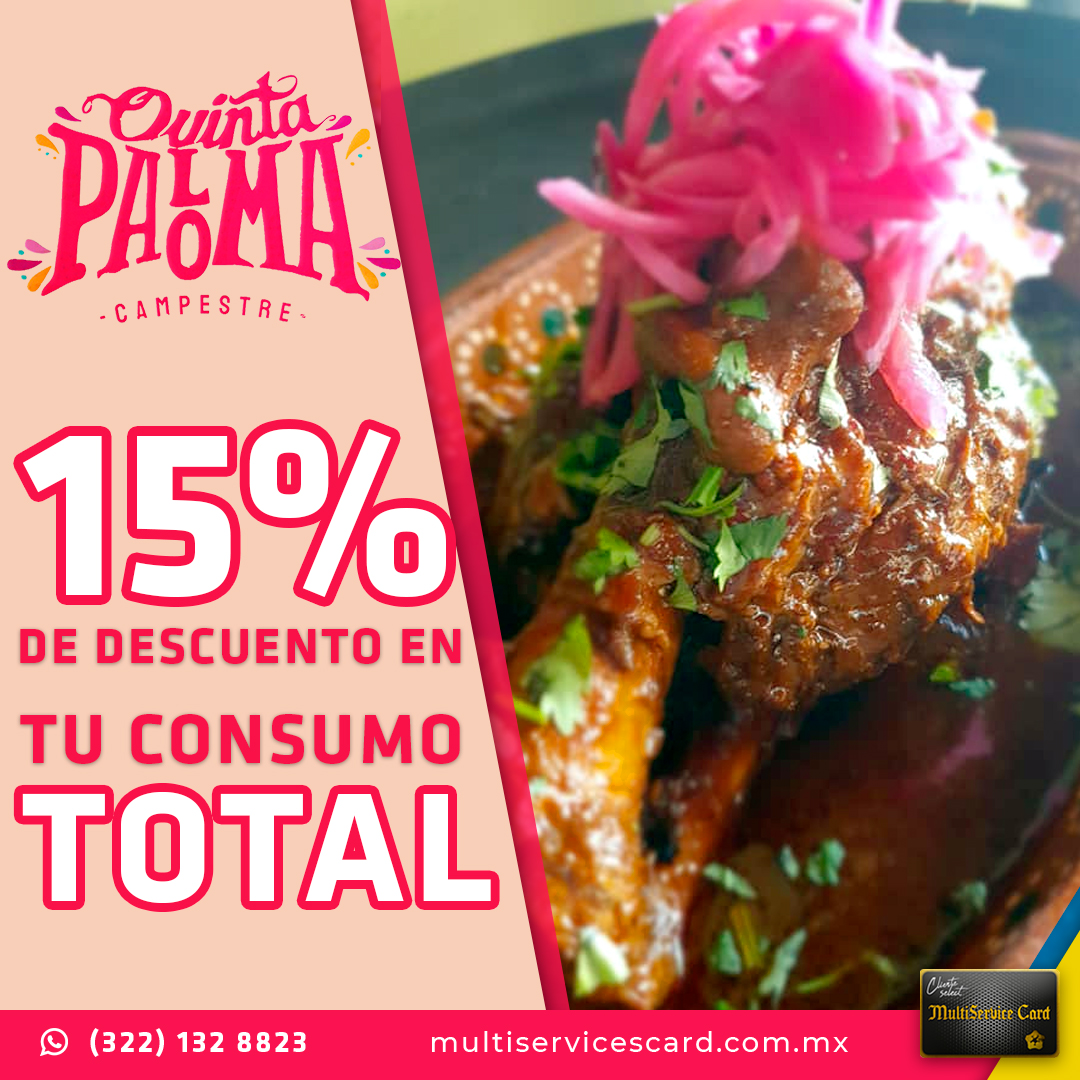 Quinta
PALOMA
- CAMPESTRE -
15%
DE DESCUENTO EN
TU CONSUMO
TOTAL
Cliente
select
MultiService Card
(322) 132 8823
multiservicescard.com.mx